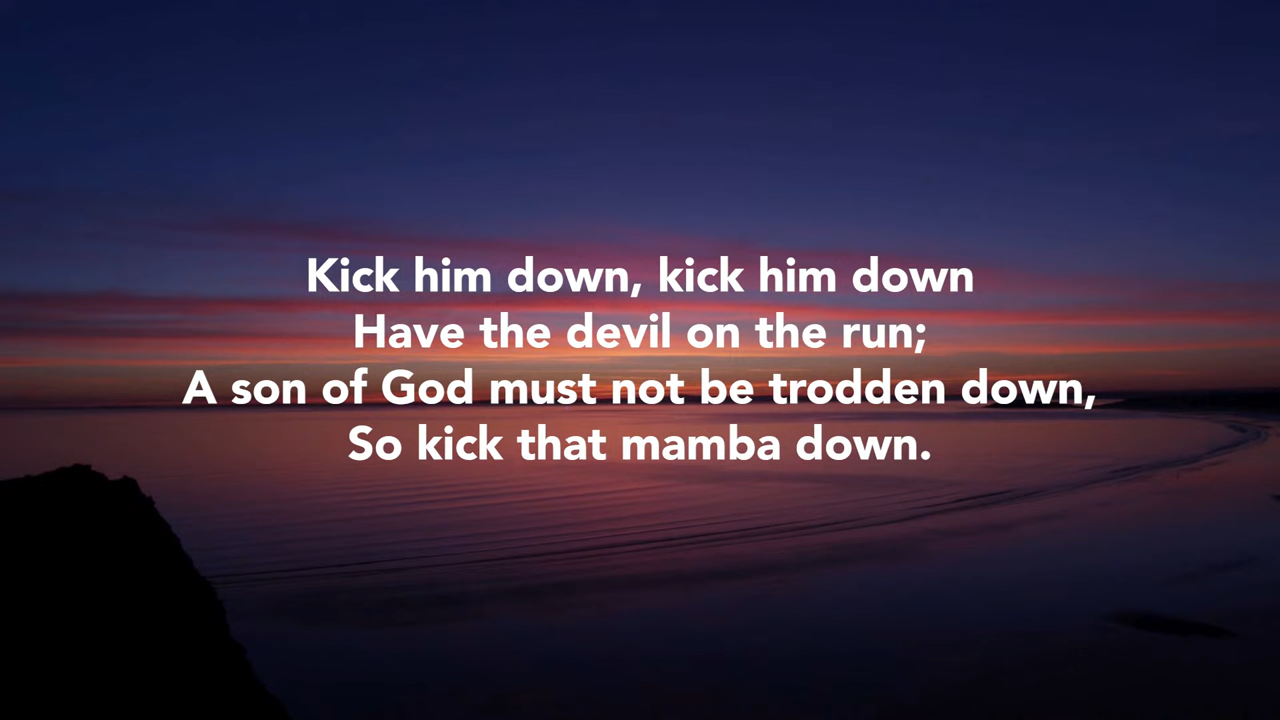 Kick him down, kick him down
Have the devil on the run;
A son of God must not be trodden down,
So kick that mamba down.